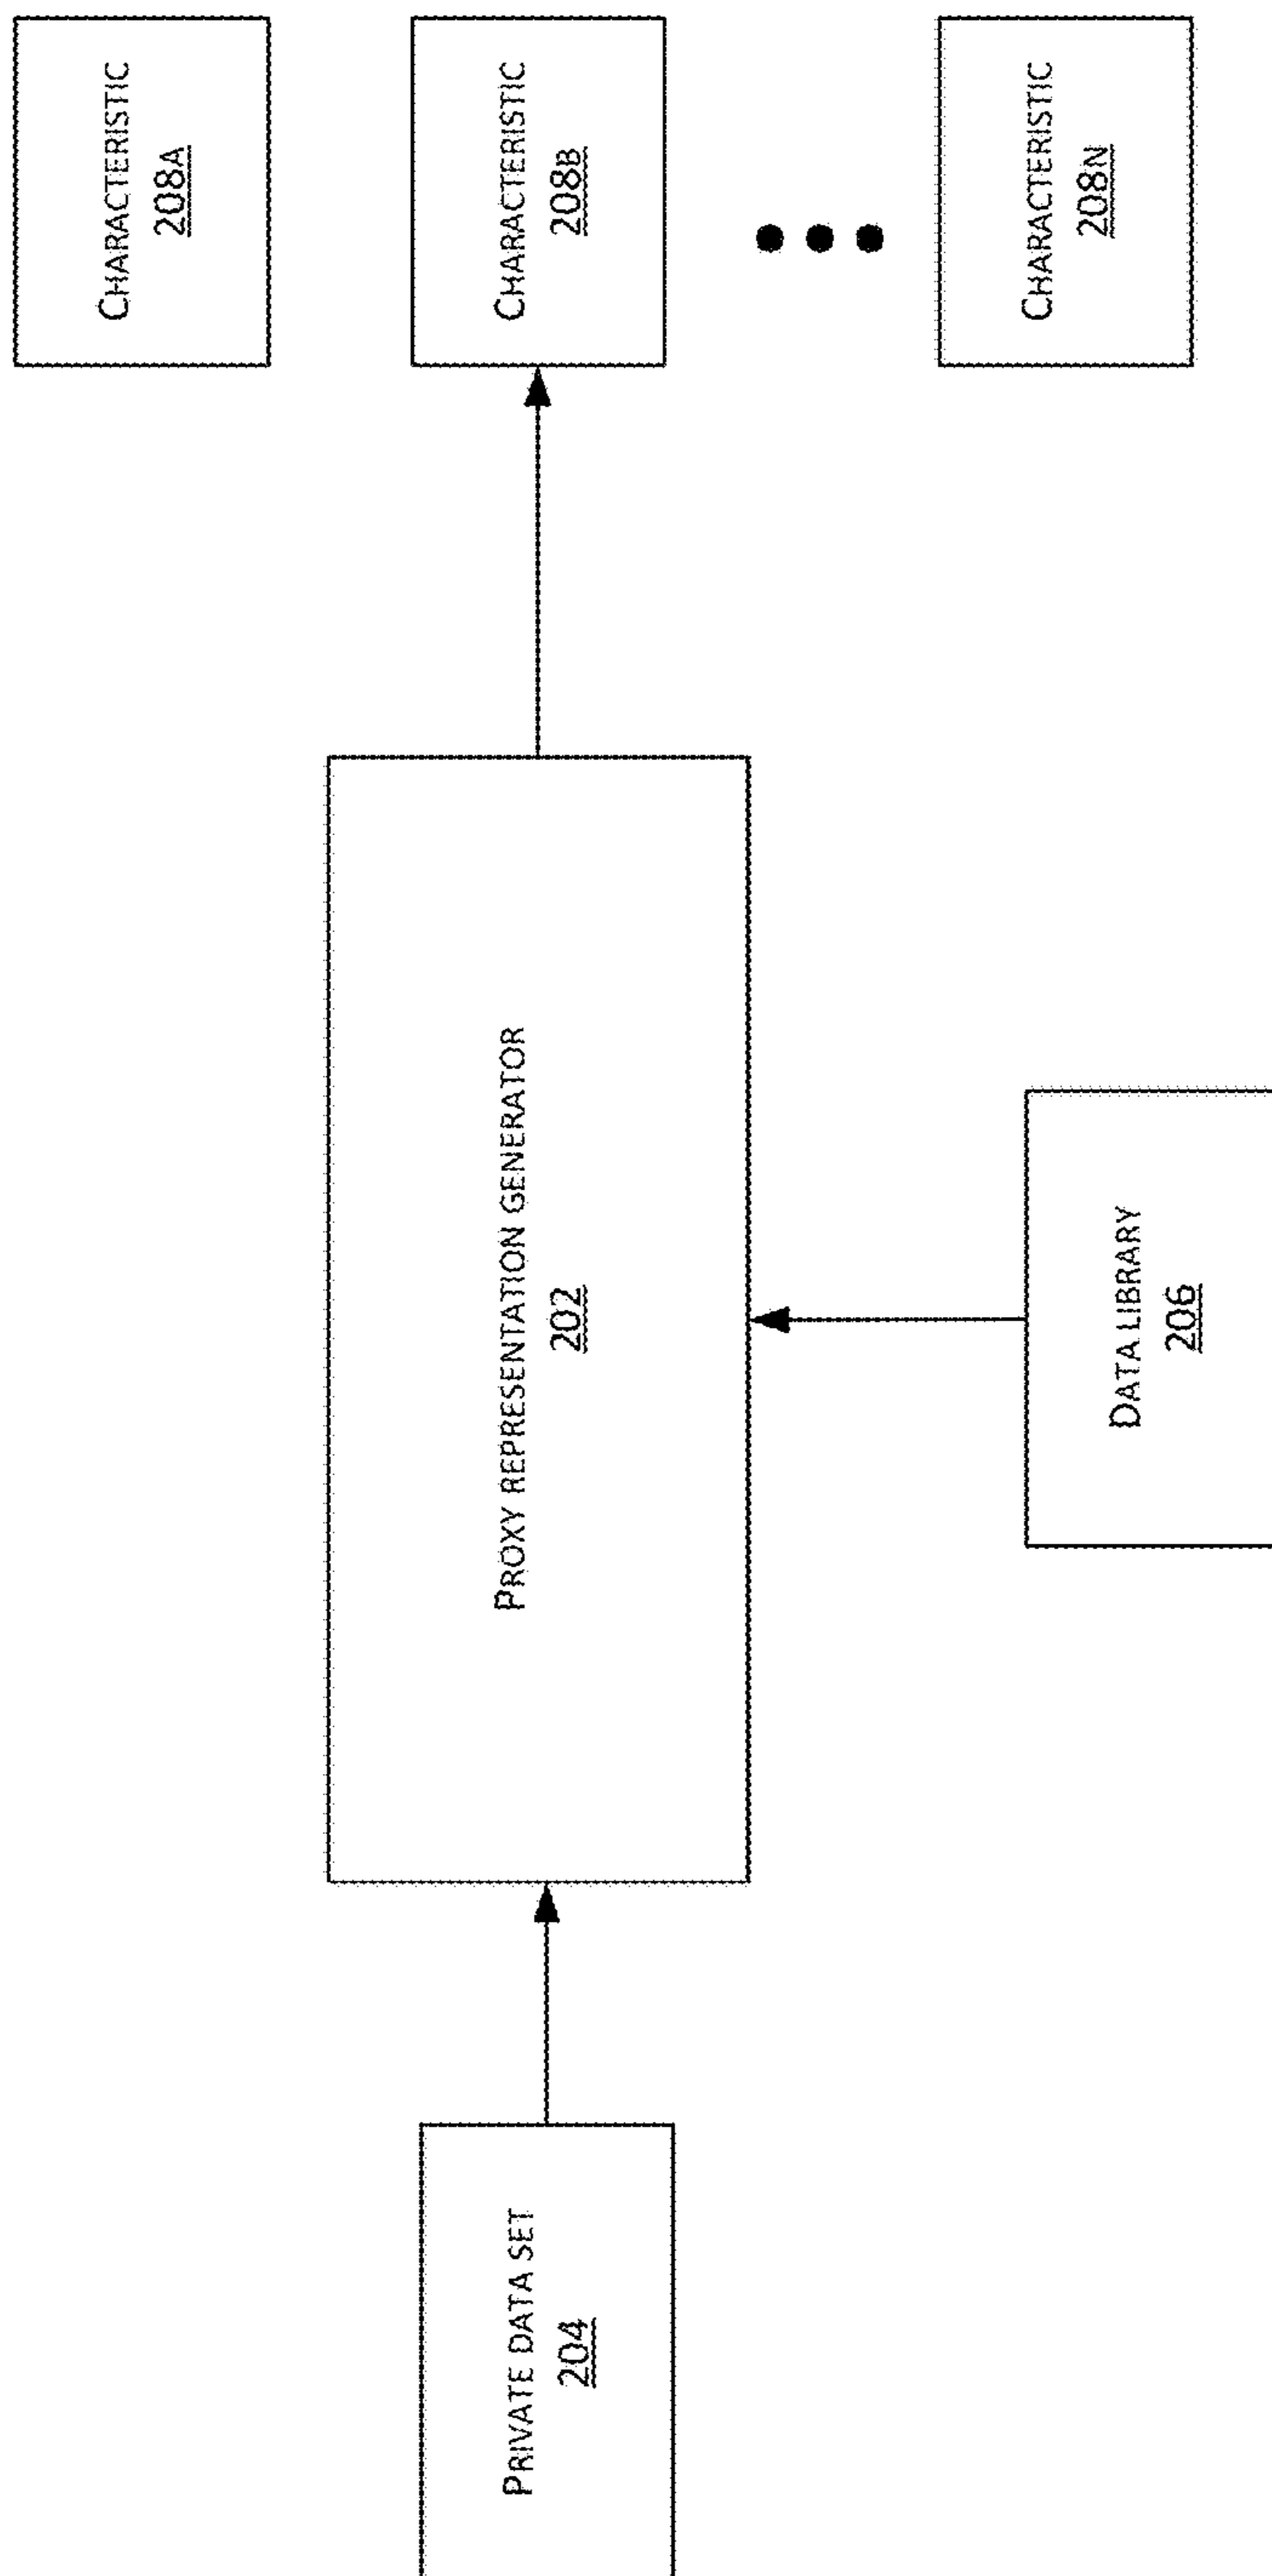 PRIVATE DATA SET
204
PROXY REPRESENTATION GENERATOR
202
DATA LIBRARY
206
CHARACTERISTIC
208A
CHARACTERISTIC
208B
CHARACTERISTIC
208N